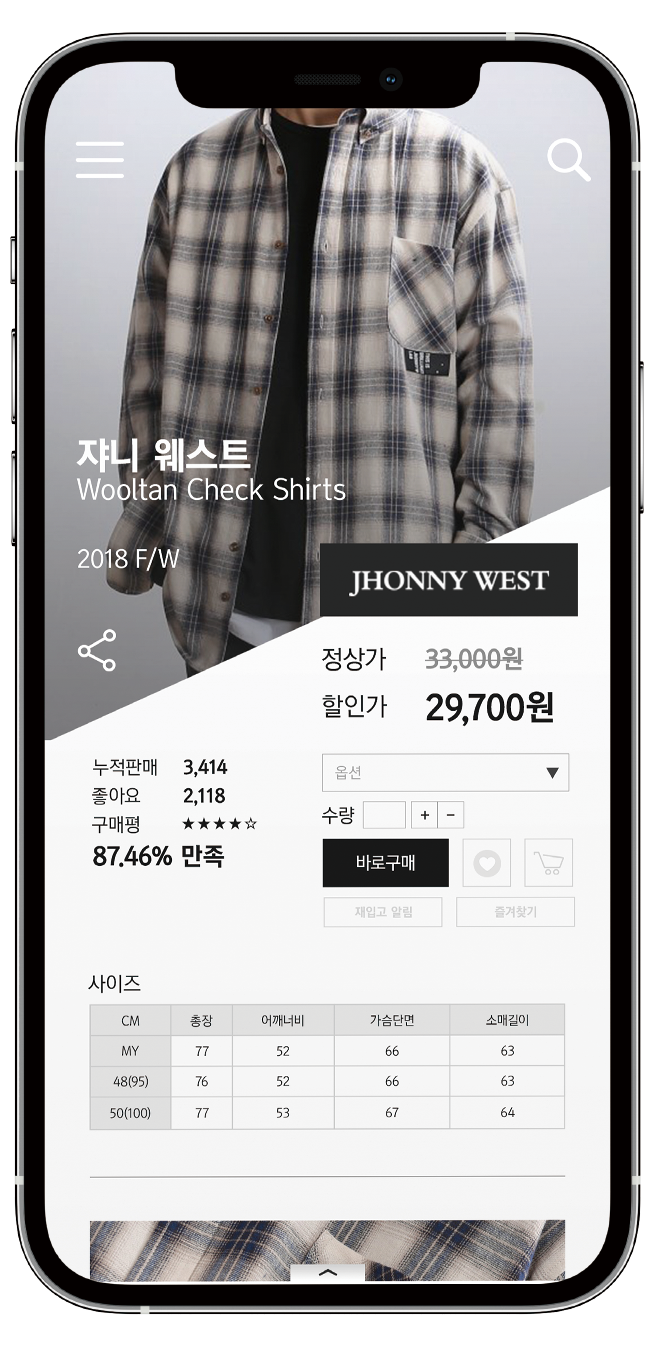 쟈니 웨스트
Wooltan Check Shirts
2018 F/W
JHONNY WEST
정상가 33,000원
할인가 29,700원
누적판매 3,414
좋아요 2,118
구매평 ★★★★☆
87.46% 만족
옵션 ▼
수량 + −
바로구매
재입고 알림 즐겨찾기
사이즈
CM 총장 어깨너비 가슴단면 소매길이
MY 77 52 66 63
48(95) 76 52 66 63
50(100) 77 53 67 64